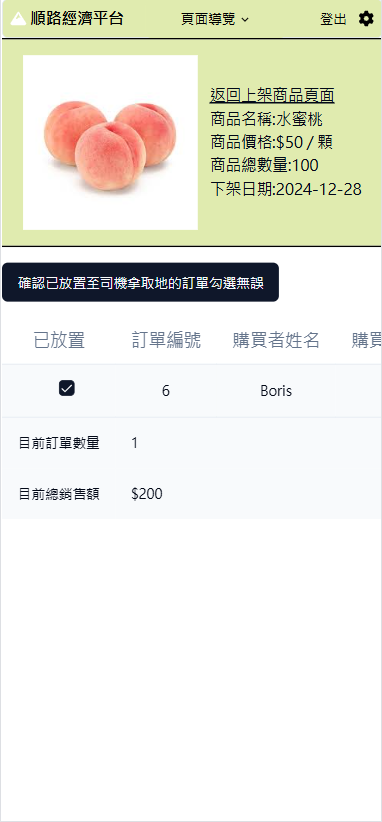 順路經濟平台 頁面導覽 登出
返回上架商品頁面
商品名稱:水蜜桃
商品價格:$50 / 顆
商品總數量:100
下架日期:2024-12-28
確認已放置至司機拿取地的訂單勾選無誤
已放置 訂單編號 購買者姓名 購買
6 Boris
目前訂單數量 1
目前總銷售額 $200